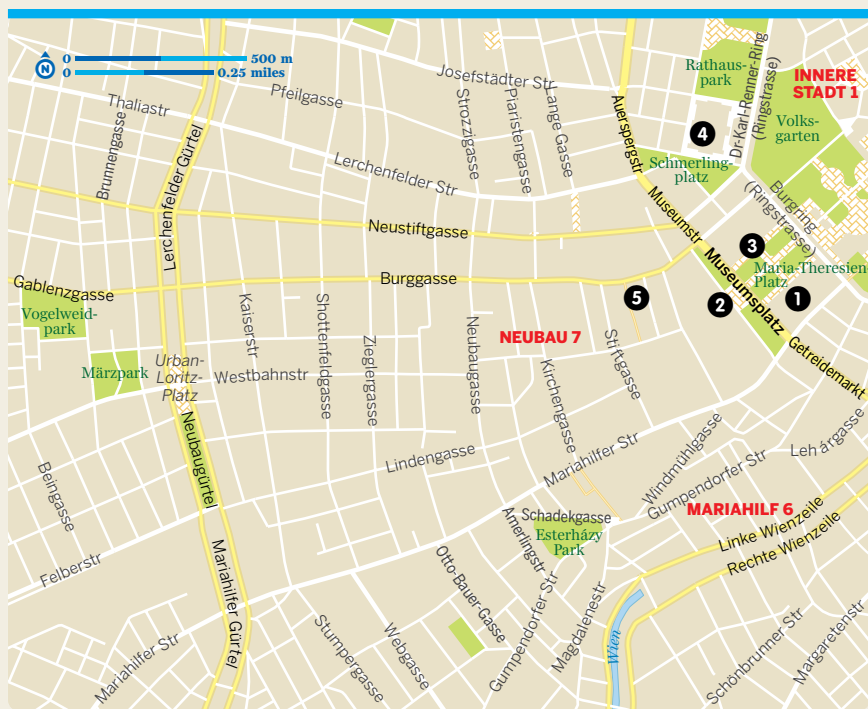 0 500 m
N
0 0.25 miles
Rathaus-
park
Dr-Karl-Renner-Ring
(Ringstrasse)
INNERE
STADT 1
Volks-
garten
Josefstädter Str
Pfeilgasse
Thaliastr
Brunnengasse
Strozzigasse
Piaristengasse
Lange Gasse
Auerspergstr
4
Schmerling-
platz
Lerchenfelder Gürtel
Lerchenfelder Str
Museumstr
Burgring
(Ringstrasse)
Neustiftgasse
3
Maria-Theresien-
Platz
Gablenzgasse
Burggasse
5
2
Museumsplatz
1
Vogelweid-
park
Kaiserstr
Shottenfeldgasse
Zieglergasse
Neubaugasse
NEUBAU 7
Stiftgasse
Getreidemarkt
Märzpark
Urban-
Loritz-
Platz
Westbahnstr
Kirchengasse
Neubaugürtel
Lindengasse
Mariahilfer Str
Windmühlgasse
Lehárgasse
Gumpendorfer Str
Beingasse
Schadekgasse
MARIAHILF 6
Esterházy
Park
Amerlingstr
Linke Wienzeile
Rechte Wienzeile
Felberstr
Mariahilfer Gürtel
Otto-Bauer-Gasse
Gumpendorfer Str
Magdalenestr
Wien
Mariahilfer Str
Stumpergasse
Webgasse
Schönbrunner Str
Margaretenstr